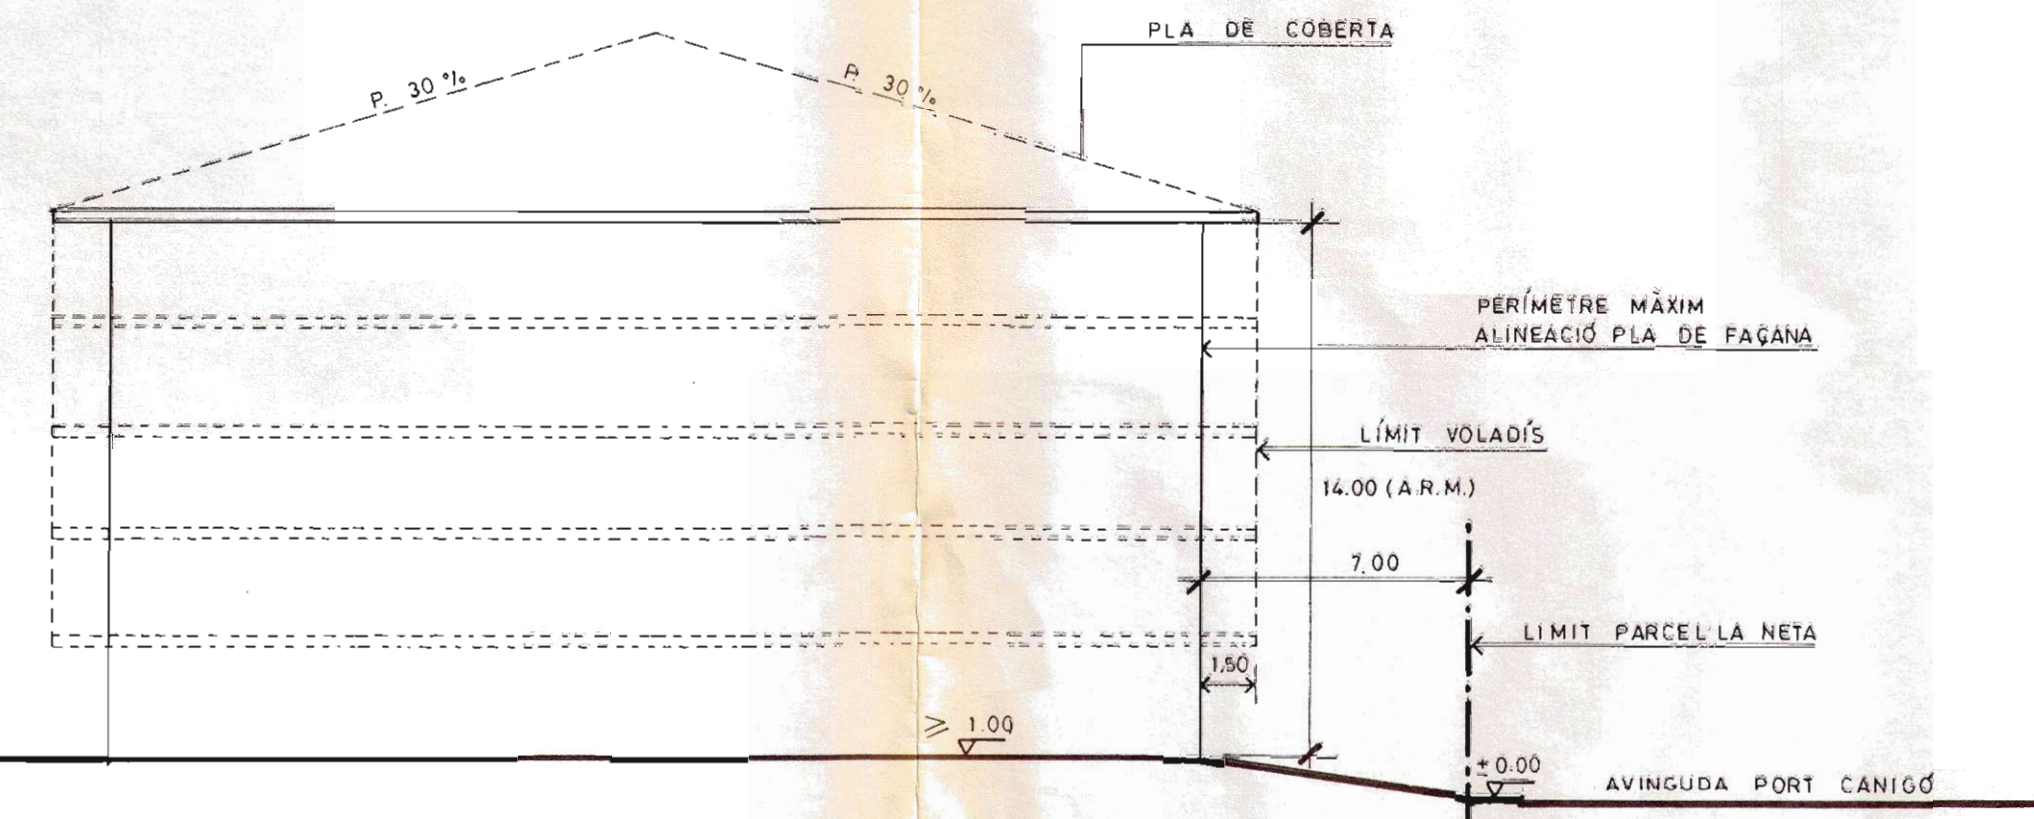 PLA DE COBERTA
P. 30 %
P. 30 %
PERÍMETRE MÀXIM
ALINEACIÓ PLA DE FAÇANA
LÍMIT VOLADÍS
14.00 (A.R.M.)
7.00
LIMIT PARCEL·LA NETA
1,50
≥ 1.00
± 0.00
AVINGUDA PORT CANIGÓ